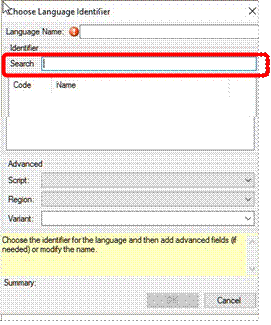 Choose Language Identifier
Language Name:
Identifier
Search
Code Name
Advanced
Script:
Region:
Variant:
Choose the identifier for the language and then add advanced fields (if
needed) or modify the name.
Summary:
OK Cancel